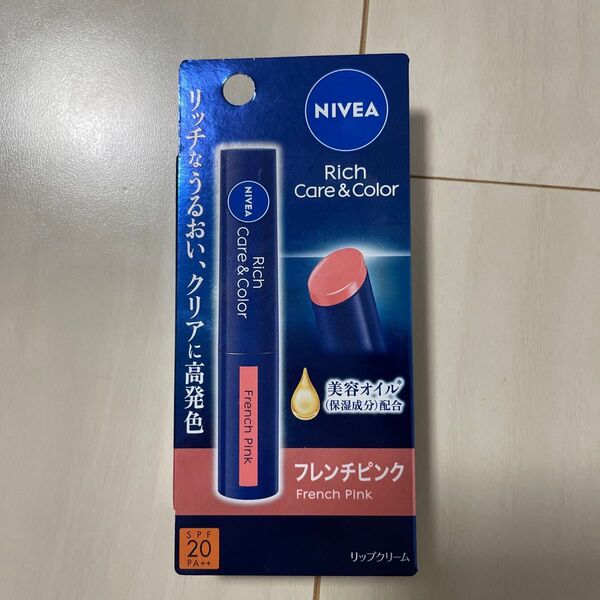 NIVEA
Rich
Care & Color
リッチなうるおい、クリアに高発色
NIVEA
Rich
Care & Color
French Pink
美容オイル*
(保湿成分)配合
フレンチピンク
French Pink
SPF
20
PA++
リップクリーム